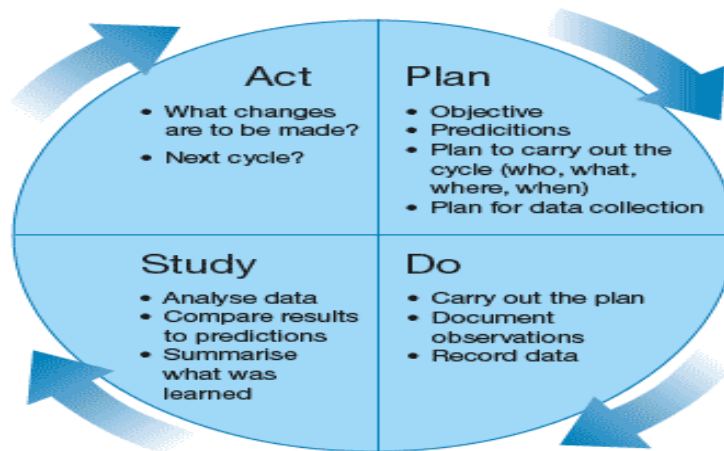 Act
• What changes
are to be made?
• Next cycle?
Plan
• Objective
• Predicitions
• Plan to carry out the
cycle (who, what,
where, when)
• Plan for data collection
Study
• Analyse data
• Compare results
to predictions
• Summarise
what was
learned
Do
• Carry out the plan
• Document
observations
• Record data